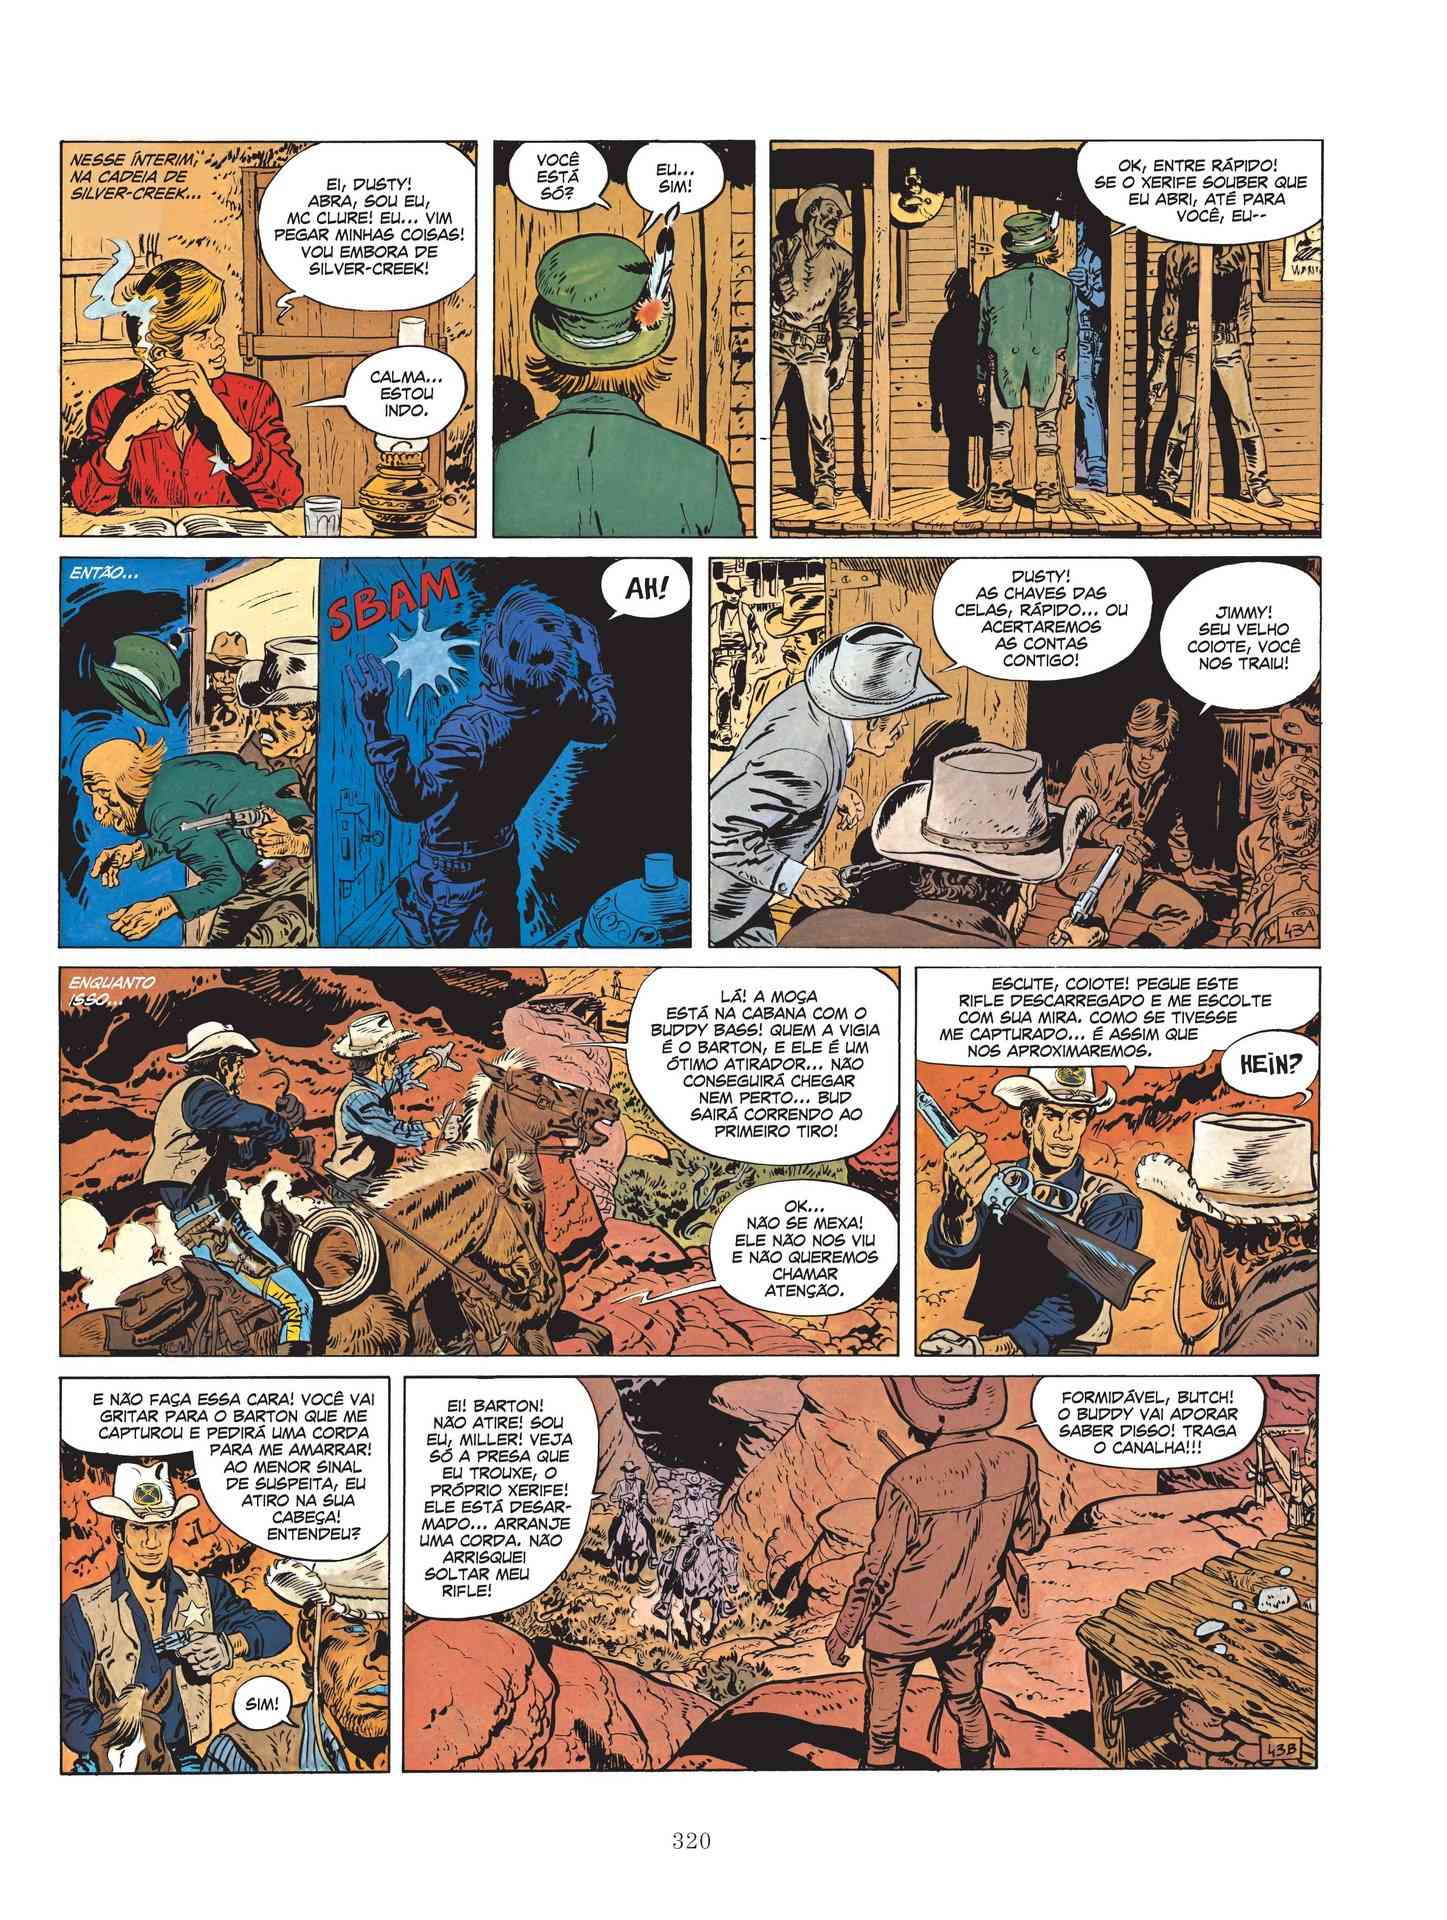 NESSE ÍNTERIM,
NA CADEIA DE
SILVER-CREEK...
EI, DUSTY!
ABRA, SOU EU,
MC CLURE! EU... VIM
PEGAR MINHAS COISAS!
VOU EMBORA DE
SILVER-CREEK!
CALMA...
ESTOU
INDO.
VOCÊ
ESTÁ
SÓ?
EU...
SIM!
OK, ENTRE RÁPIDO!
SE O XERIFE SOUBER QUE
EU ABRI, ATÉ PARA
VOCÊ, EU--
ENTÃO...
SBAM
AH!
DUSTY!
AS CHAVES DAS
CELAS, RÁPIDO... OU
ACERTAREMOS
AS CONTAS
CONTIGO!
JIMMY!
SEU VELHO
COIOTE, VOCÊ
NOS TRAIU!
43A
ENQUANTO
ISSO...
LÁ! A MOÇA
ESTÁ NA CABANA COM O
BUDDY BASS! QUEM A VIGIA
É O BARTON, E ELE É UM
ÓTIMO ATIRADOR... NÃO
CONSEGUIRÁ CHEGAR
NEM PERTO... BUD
SAIRÁ CORRENDO AO
PRIMEIRO TIRO!
OK...
NÃO SE MEXA!
ELE NÃO NOS VIU
E NÃO QUEREMOS
CHAMAR
ATENÇÃO.
ESCUTE, COIOTE! PEGUE ESTE
RIFLE DESCARREGADO E ME ESCOLTE
COM SUA MIRA. COMO SE TIVESSE
ME CAPTURADO... É ASSIM QUE
NOS APROXIMAREMOS.
HEIN?
E NÃO FAÇA ESSA CARA! VOCÊ VAI
GRITAR PARA O BARTON QUE ME
CAPTUROU E PEDIRÁ UMA CORDA
PARA ME AMARRAR!
AO MENOR SINAL
DE SUSPEITA, EU
ATIRO NA SUA
CABEÇA!
ENTENDEU?
SIM!
EI! BARTON!
NÃO ATIRE! SOU
EU, MILLER! VEJA
SÓ A PRESA QUE
EU TROUXE, O
PRÓPRIO XERIFE!
ELE ESTÁ DESAR-
MADO... ARRANJE
UMA CORDA. NÃO
ARRISQUEI
SOLTAR MEU
RIFLE!
FORMIDÁVEL, BUTCH!
O BUDDY VAI ADORAR
SABER DISSO! TRAGA
O CANALHA!!!
43B
320